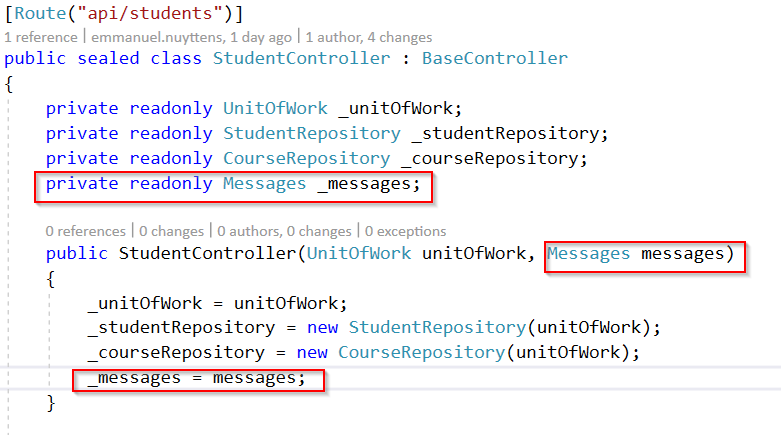 [Route("api/students")]
1 reference | emmanuel.nuyttens, 1 day ago | 1 author, 4 changes
public sealed class StudentController : BaseController
{
private readonly UnitOfWork _unitOfWork;
private readonly StudentRepository _studentRepository;
private readonly CourseRepository _courseRepository;
private readonly Messages _messages;
0 references | 0 changes | 0 authors, 0 changes | 0 exceptions
public StudentController(UnitOfWork unitOfWork, Messages messages)
{
_unitOfWork = unitOfWork;
_studentRepository = new StudentRepository(unitOfWork);
_courseRepository = new CourseRepository(unitOfWork);
_messages = messages;
}